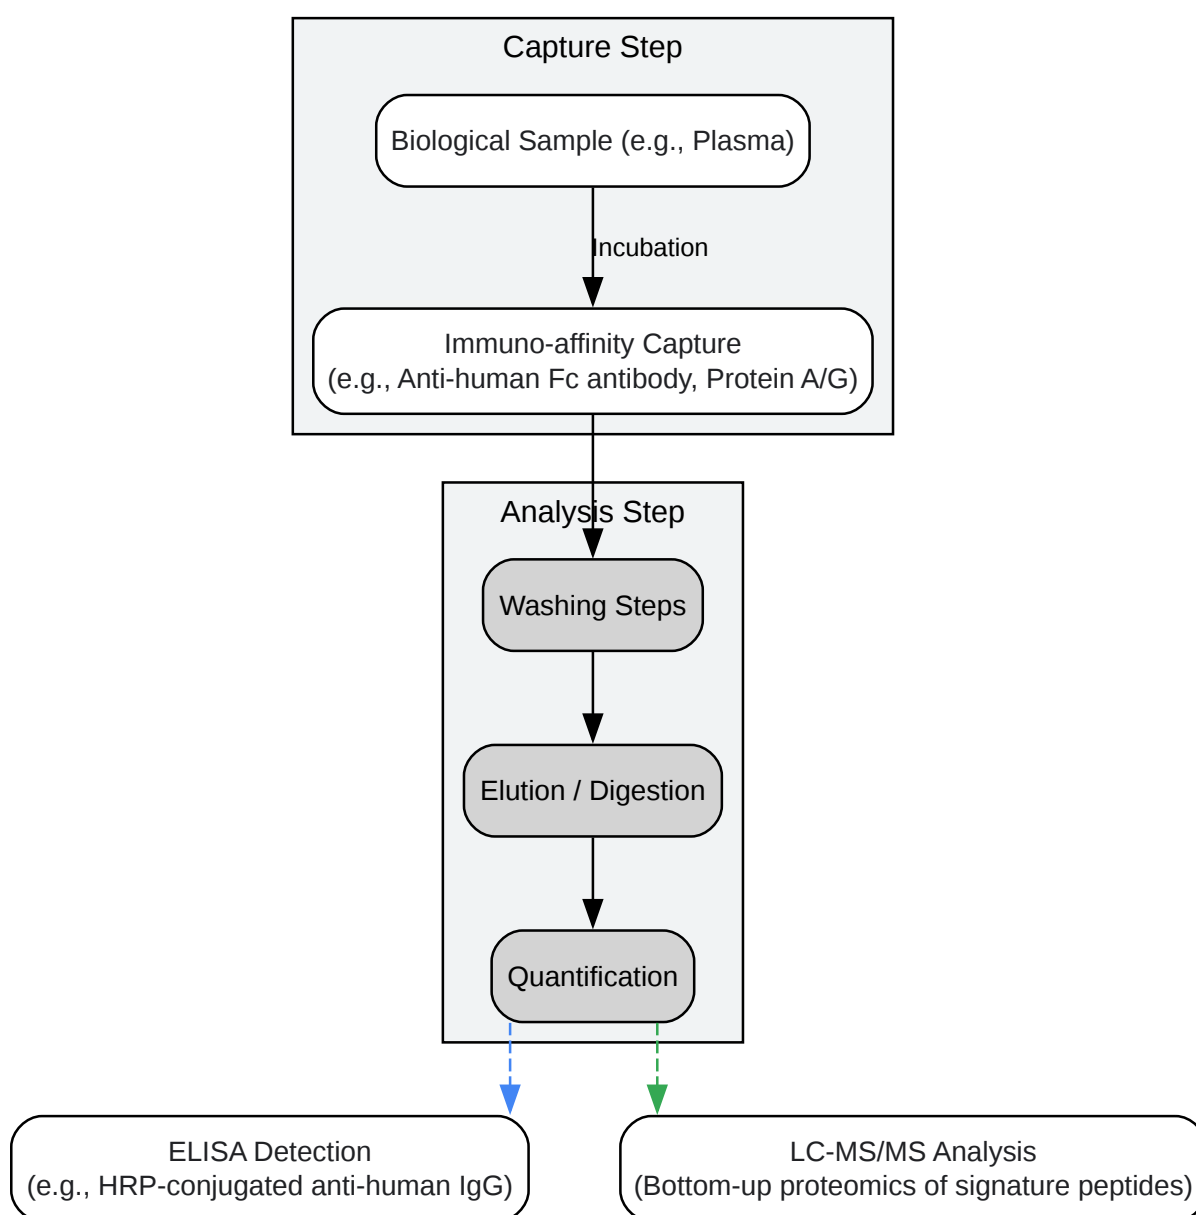 Capture Step
Biological Sample (e.g., Plasma)
Incubation
Immuno-affinity Capture
(e.g., Anti-human Fc antibody, Protein A/G)
Analysis Step
Washing Steps
Elution / Digestion
Quantification
ELISA Detection
(e.g., HRP-conjugated anti-human IgG)
LC-MS/MS Analysis
(Bottom-up proteomics of signature peptides)